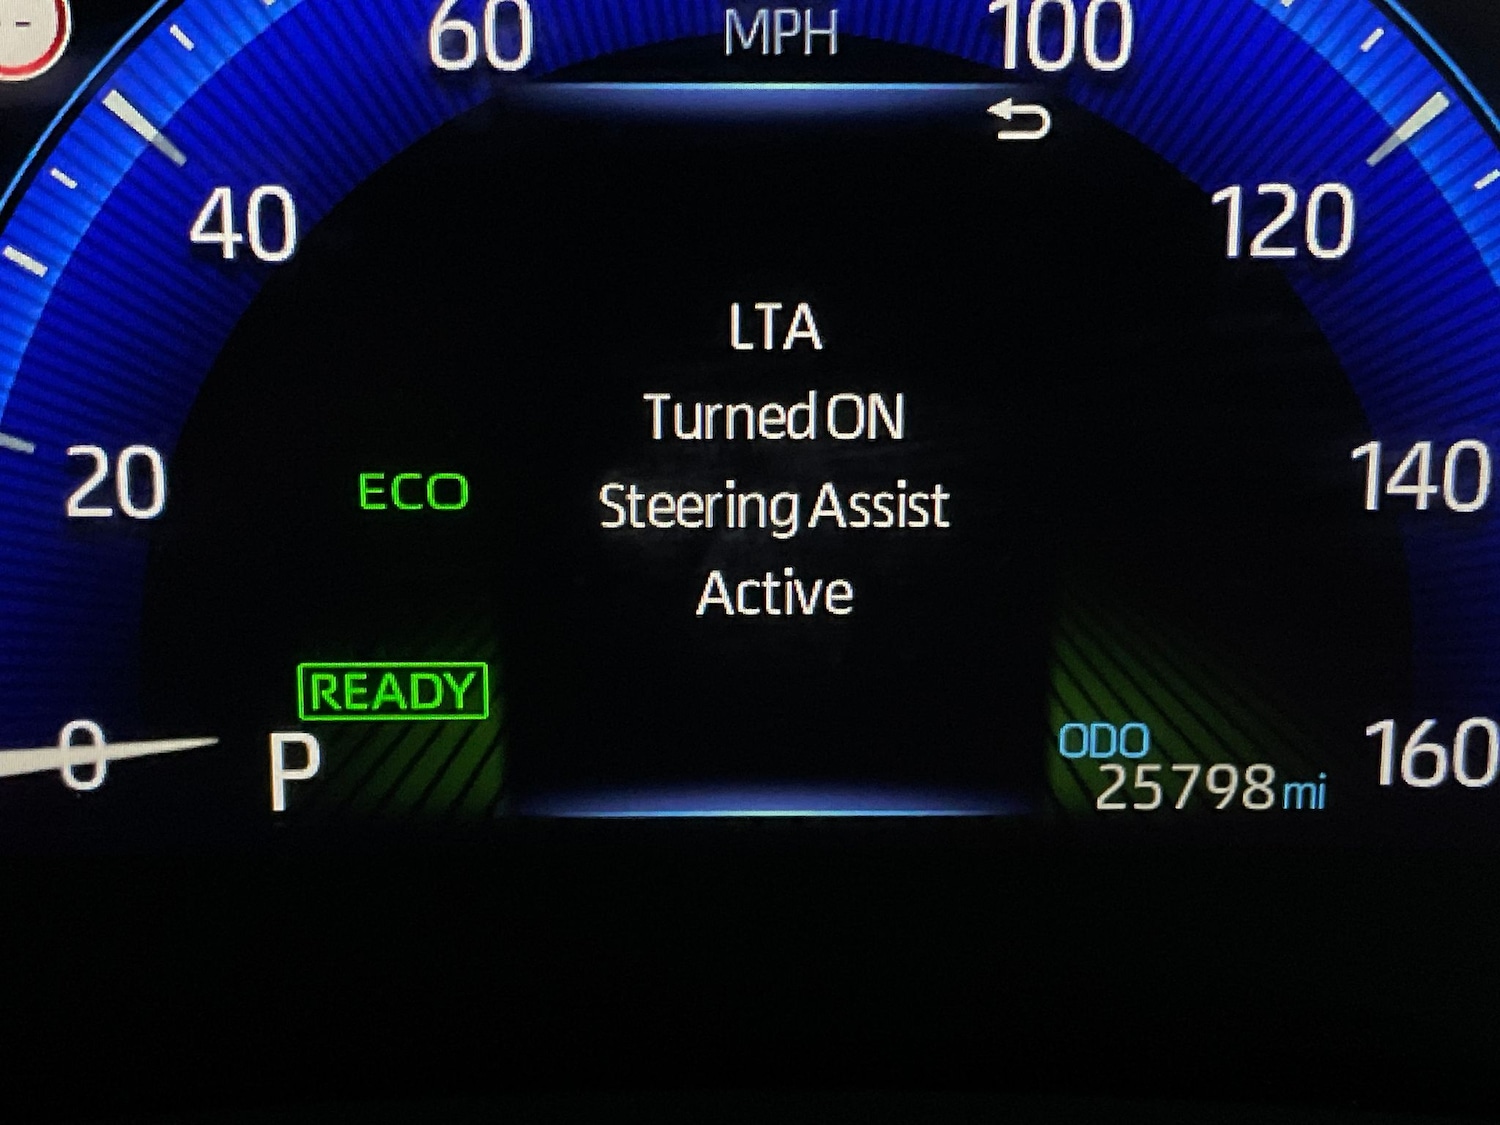 60
MPH
100
40
120
LTA
Turned ON
20
ECO
Steering Assist
140
Active
READY
0
P
ODO
25798 mi
160